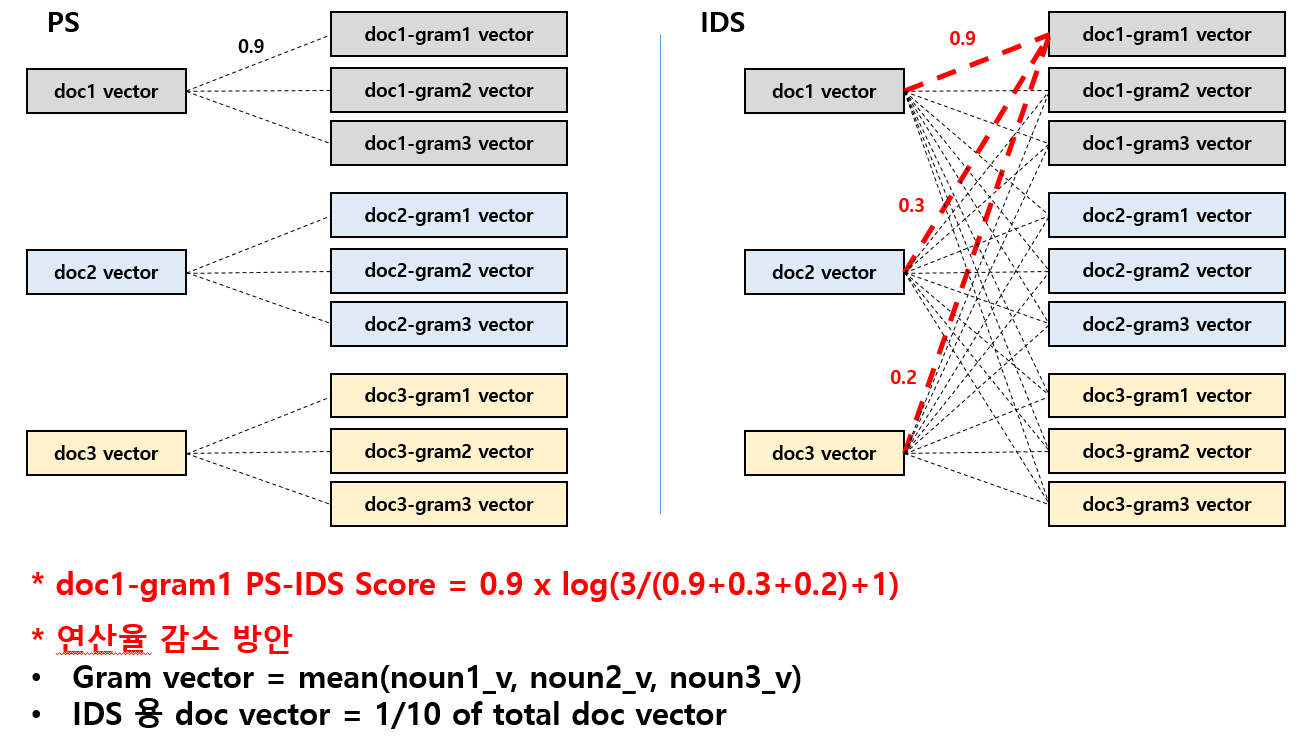 PS
0.9
doc1 vector
doc1-gram1 vector
doc1-gram2 vector
doc1-gram3 vector
doc2 vector
doc2-gram1 vector
doc2-gram2 vector
doc2-gram3 vector
doc3 vector
doc3-gram1 vector
doc3-gram2 vector
doc3-gram3 vector
IDS
0.9
0.3
0.2
doc1 vector
doc1-gram1 vector
doc1-gram2 vector
doc1-gram3 vector
doc2 vector
doc2-gram1 vector
doc2-gram2 vector
doc2-gram3 vector
doc3 vector
doc3-gram1 vector
doc3-gram2 vector
doc3-gram3 vector
* doc1-gram1 PS-IDS Score = 0.9 x log(3/(0.9+0.3+0.2)+1)
* 연산율 감소 방안
• Gram vector = mean(noun1_v, noun2_v, noun3_v)
• IDS 용 doc vector = 1/10 of total doc vector